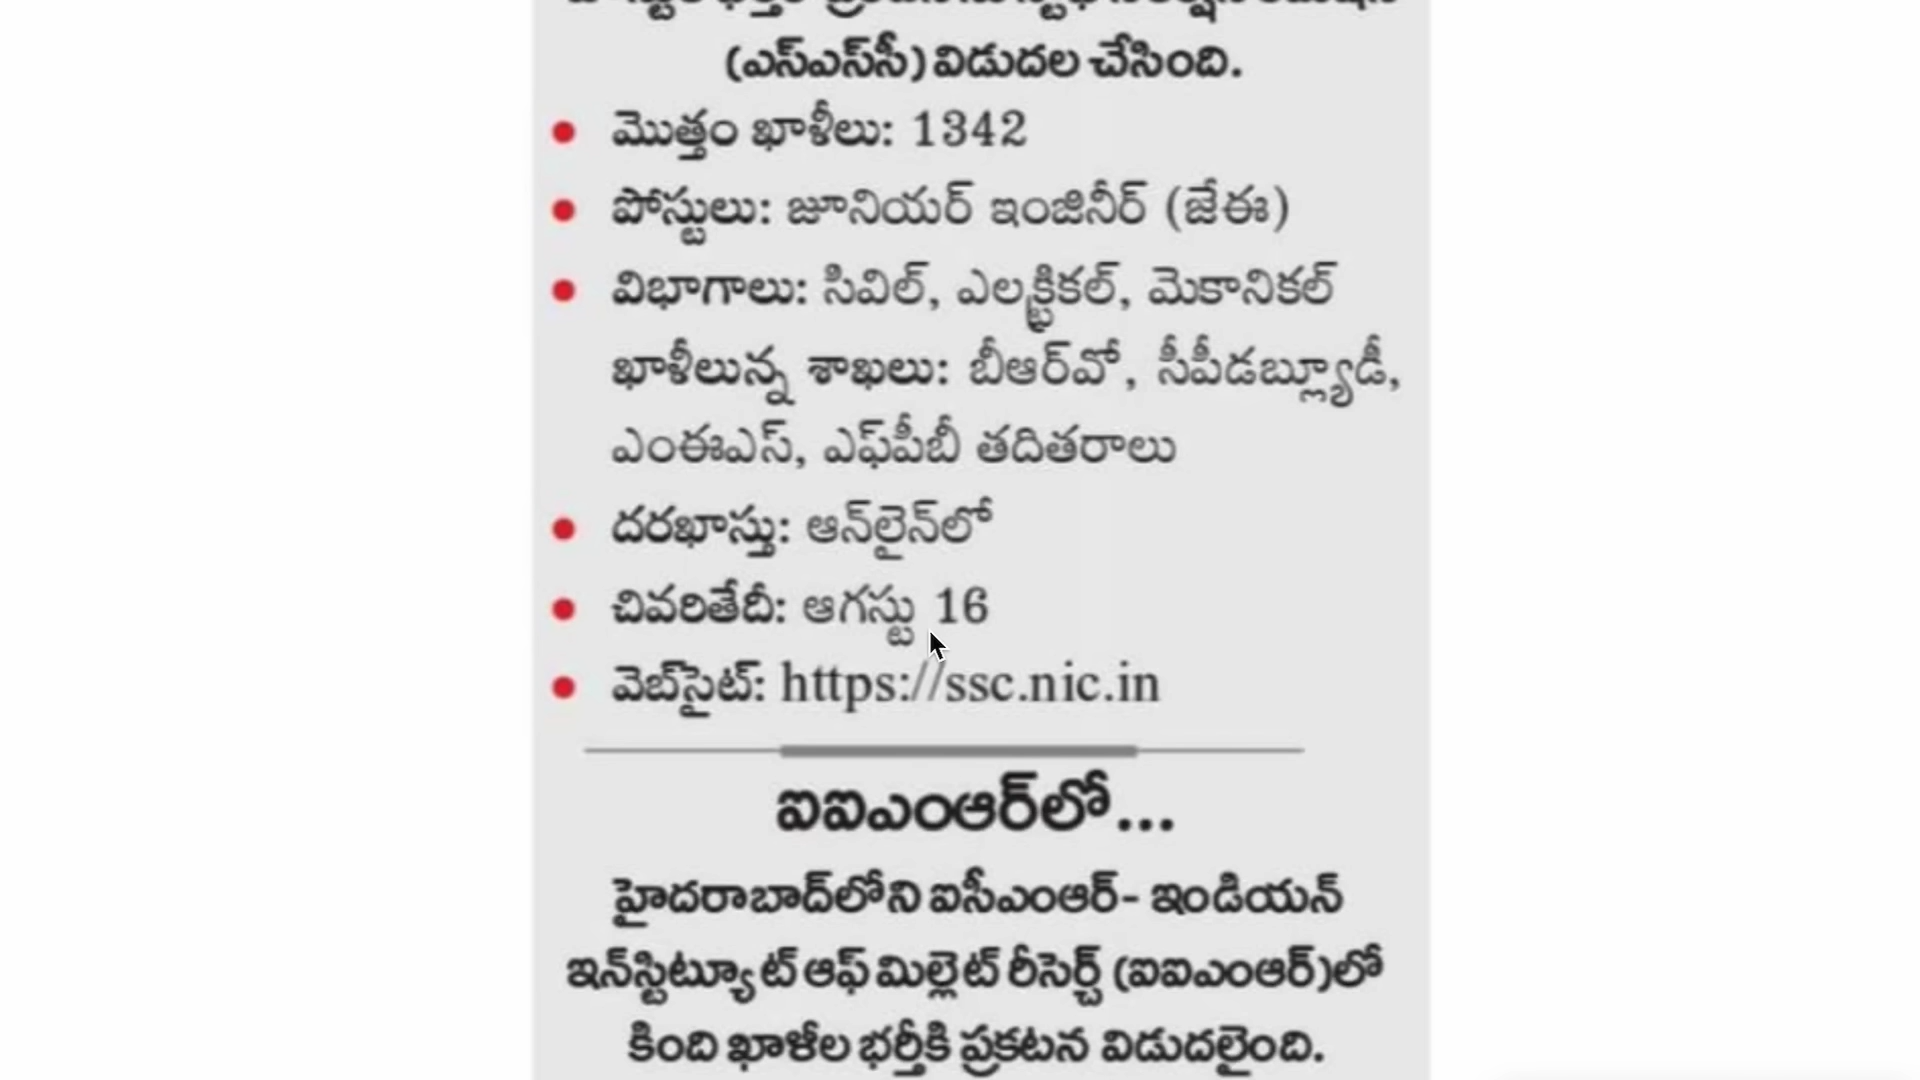 (ఎస్ఎస్‌సీ) విడుదల చేసింది.
• మొత్తం ఖాళీలు: 1342
• పోస్టులు: జూనియర్ ఇంజినీర్ (జేఈ)
• విభాగాలు: సివిల్, ఎలక్ట్రికల్, మెకానికల్
ఖాళీలున్న శాఖలు: బీఆర్‌వో, సీపీడబ్ల్యూడీ,
ఎంఈఎస్, ఎఫ్‌పీబీ తదితరాలు
• దరఖాస్తు: ఆన్‌లైన్‌లో
• చివరితేదీ: ఆగస్టు 16
• వెబ్‌సైట్: https://ssc.nic.in
ఐఐఎంఆర్‌లో...
హైదరాబాద్‌లోని ఐసీఎంఆర్- ఇండియన్
ఇన్‌స్టిట్యూట్ ఆఫ్ మిల్లెట్ రీసెర్చ్ (ఐఐఎంఆర్)లో
కింది ఖాళీల భర్తీకి ప్రకటన విడుదలైంది.